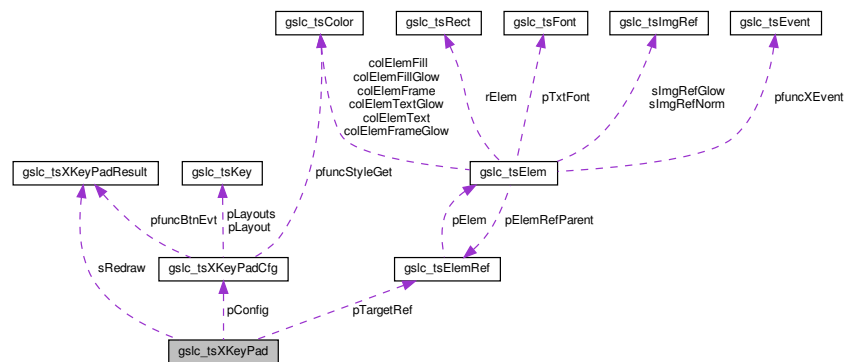 gslc_tsColor
gslc_tsRect
gslc_tsFont
gslc_tsImgRef
gslc_tsEvent
colElemFill
colElemFillGlow
colElemFrame
colElemTextGlow
colElemText
colElemFrameGlow
rElem
pTxtFont
sImgRefGlow
sImgRefNorm
pfuncXEvent
gslc_tsXKeyPadResult
gslc_tsKey
pfuncStyleGet
gslc_tsElem
pfuncBtnEvt
pLayouts
pLayout
pElem
pElemRefParent
sRedraw
gslc_tsXKeyPadCfg
gslc_tsElemRef
pConfig
pTargetRef
gslc_tsXKeyPad